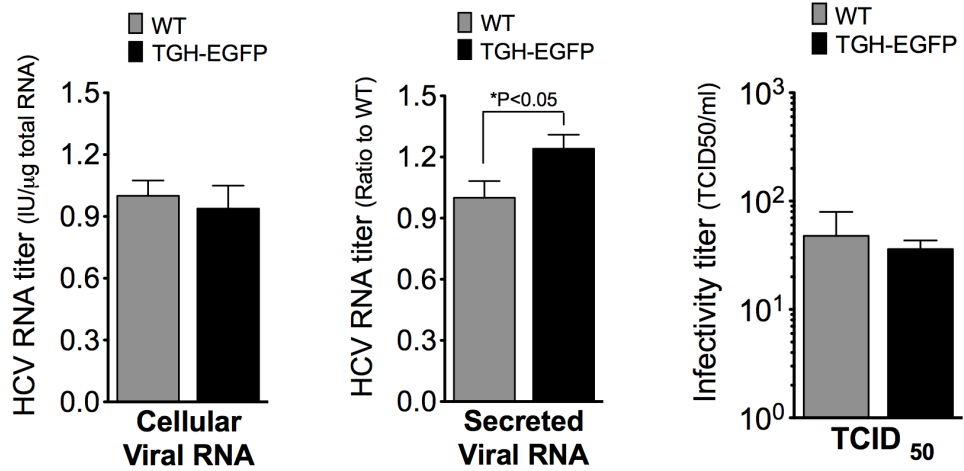 WT
TGH-EGFP
HCV RNA titer (IU/μg total RNA)
1.5
1.2
0.9
0.6
0.3
0.0
Cellular
Viral RNA
WT
TGH-EGFP
HCV RNA titer (Ratio to WT)
1.5
1.2
0.9
0.6
0.3
0.0
*P<0.05
Secreted
Viral RNA
WT
TGH-EGFP
Infectivity titer (TCID50/ml)
10³
10²
10¹
10⁰
TCID 50